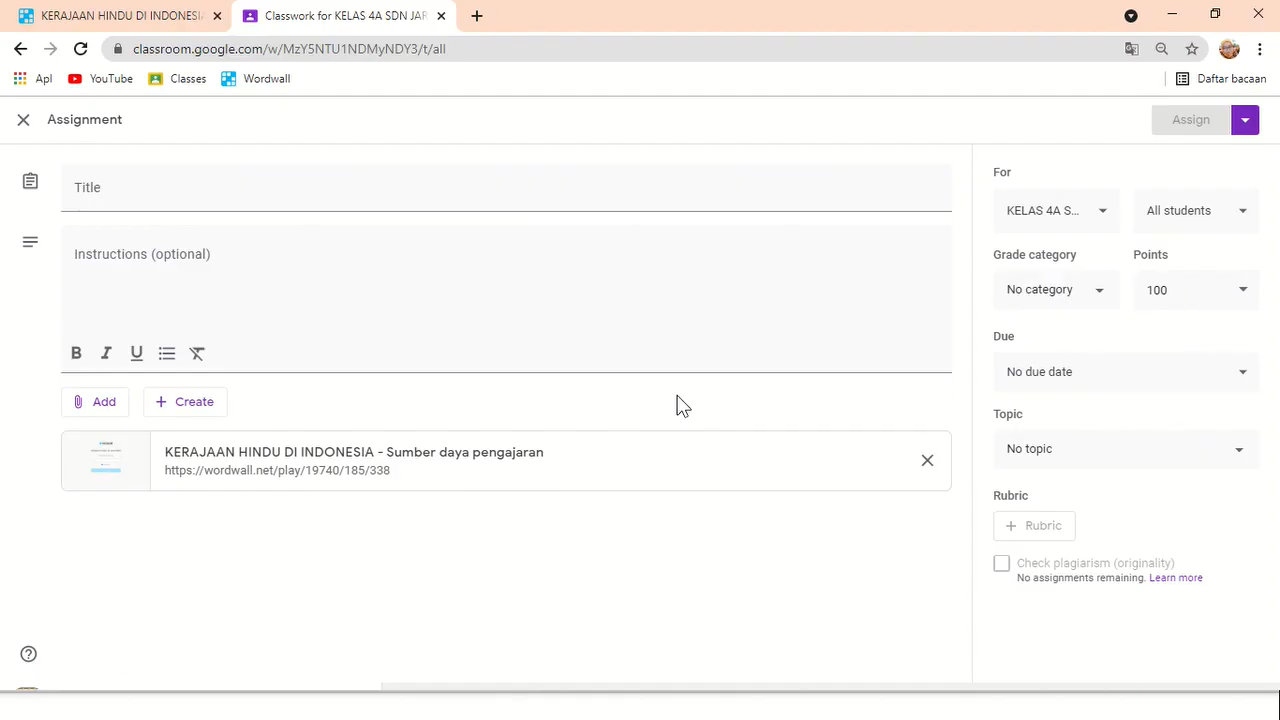 KERAJAAN HINDU DI INDONESIA
Classwork for KELAS 4A SDN JAR
classroom.google.com/w/MzY5NTU1NDMyNDY3/t/all
Apl
YouTube
Classes
Wordwall
Daftar bacaan
Assignment
Assign
Title
Instructions (optional)
B I U
Add
Create
KERAJAAN HINDU DI INDONESIA - Sumber daya pengajaran
https://wordwall.net/play/19740/185/338
For
KELAS 4A S...
All students
Grade category
Points
No category
100
Due
No due date
Topic
No topic
Rubric
Rubric
Check plagiarism (originality)
No assignments remaining. Learn more